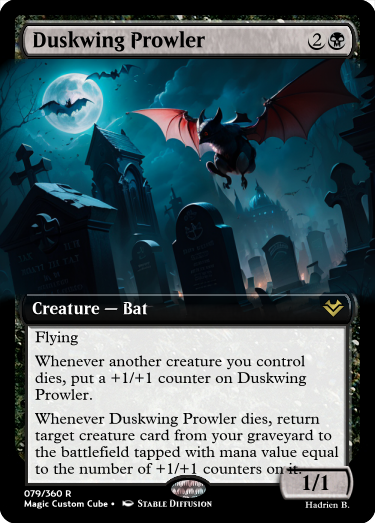 Duskwing Prowler 2
Creature — Bat
Flying
Whenever another creature you control
dies, put a +1/+1 counter on Duskwing
Prowler.
Whenever Duskwing Prowler dies, return
target creature card from your graveyard to
the battlefield tapped with mana value equal
to the number of +1/+1 counters on it.
1/1
079/360 R
Magic Custom Cube • Stable Diffusion
Hadrien B.